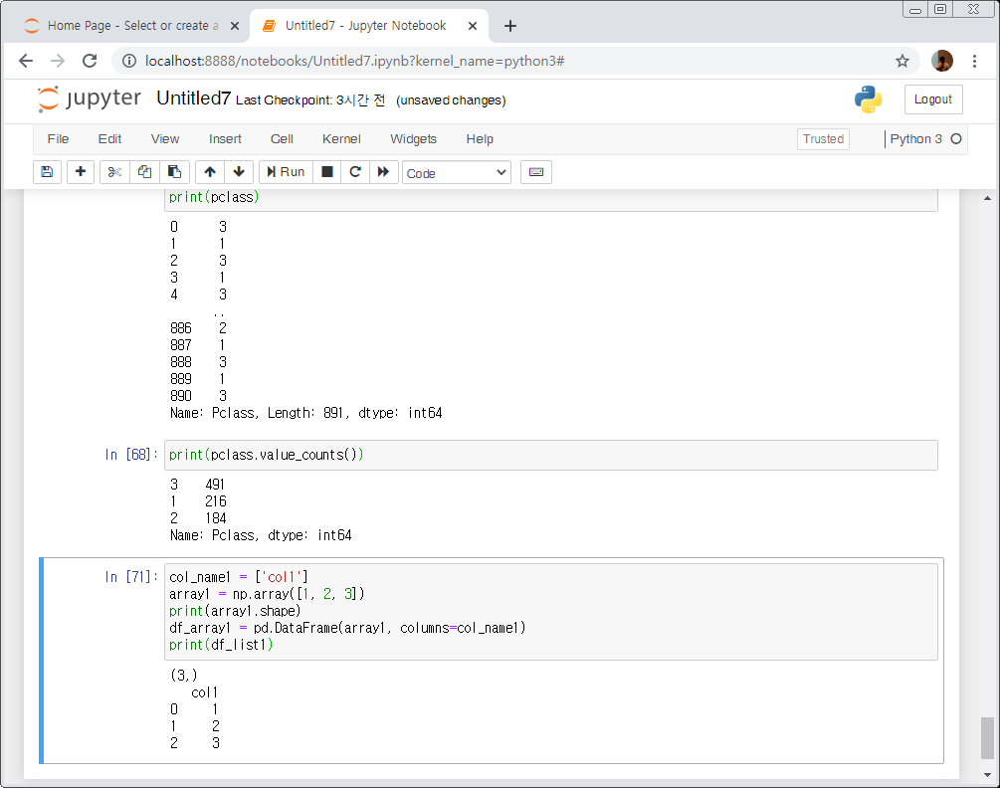 Home Page - Select or create a
Untitled7 - Jupyter Notebook
localhost:8888/notebooks/Untitled7.ipynb?kernel_name=python3#
jupyter Untitled7 Last Checkpoint: 3시간 전 (unsaved changes)
Logout
File Edit View Insert Cell Kernel Widgets Help
Trusted
Python 3
Run
Code
print(pclass)
0 3
1 1
2 3
3 1
4 3
..
886 2
887 1
888 3
889 1
890 3
Name: Pclass, Length: 891, dtype: int64
In [68]: print(pclass.value_counts())
3 491
1 216
2 184
Name: Pclass, dtype: int64
In [71]: col_name1 = ['col1']
array1 = np.array([1, 2, 3])
print(array1.shape)
df_array1 = pd.DataFrame(array1, columns=col_name1)
print(df_list1)
(3,)
col1
0 1
1 2
2 3